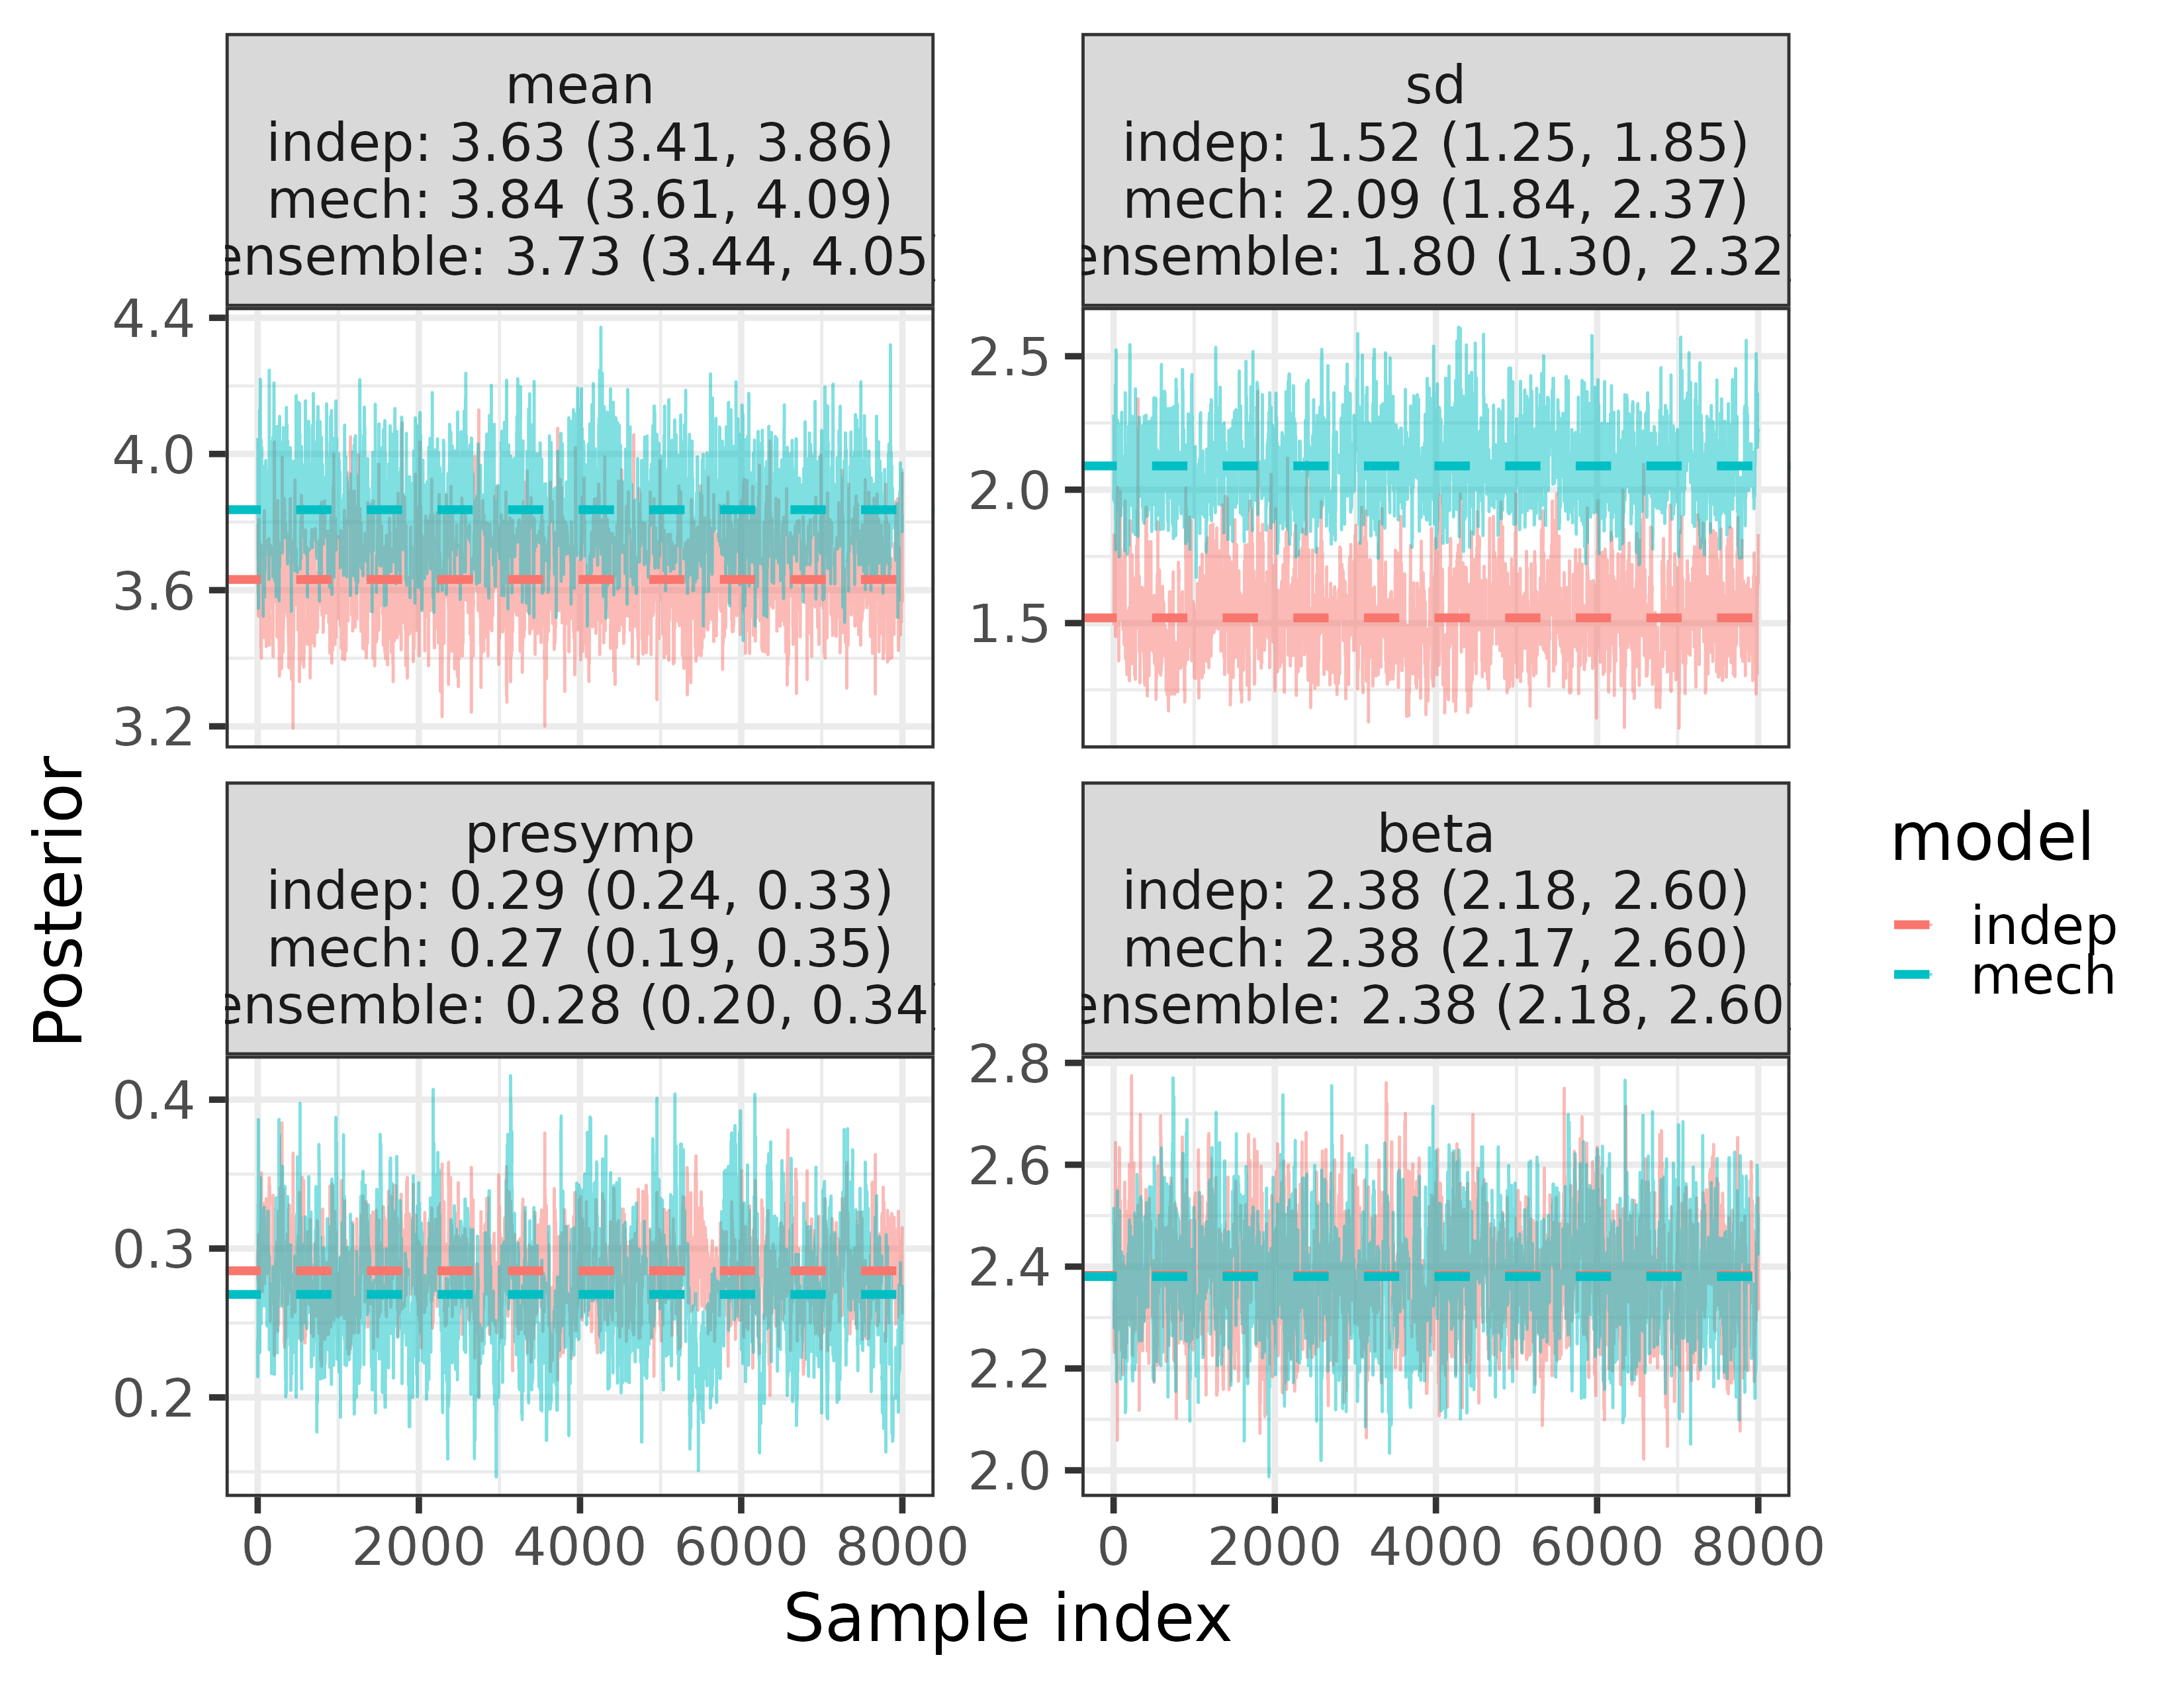 mean
indep: 3.63 (3.41, 3.86)
mech: 3.84 (3.61, 4.09)
ensemble: 3.73 (3.44, 4.05
sd
indep: 1.52 (1.25, 1.85)
mech: 2.09 (1.84, 2.37)
ensemble: 1.80 (1.30, 2.32
4.4
4.0
3.6
3.2
2.5
2.0
1.5
presymp
indep: 0.29 (0.24, 0.33)
mech: 0.27 (0.19, 0.35)
ensemble: 0.28 (0.20, 0.34
beta
indep: 2.38 (2.18, 2.60)
mech: 2.38 (2.17, 2.60)
ensemble: 2.38 (2.18, 2.60
0.4
0.3
0.2
2.8
2.6
2.4
2.2
2.0
0 2000 4000 6000 8000
0 2000 4000 6000 8000
Sample index
Posterior
model
indep
mech